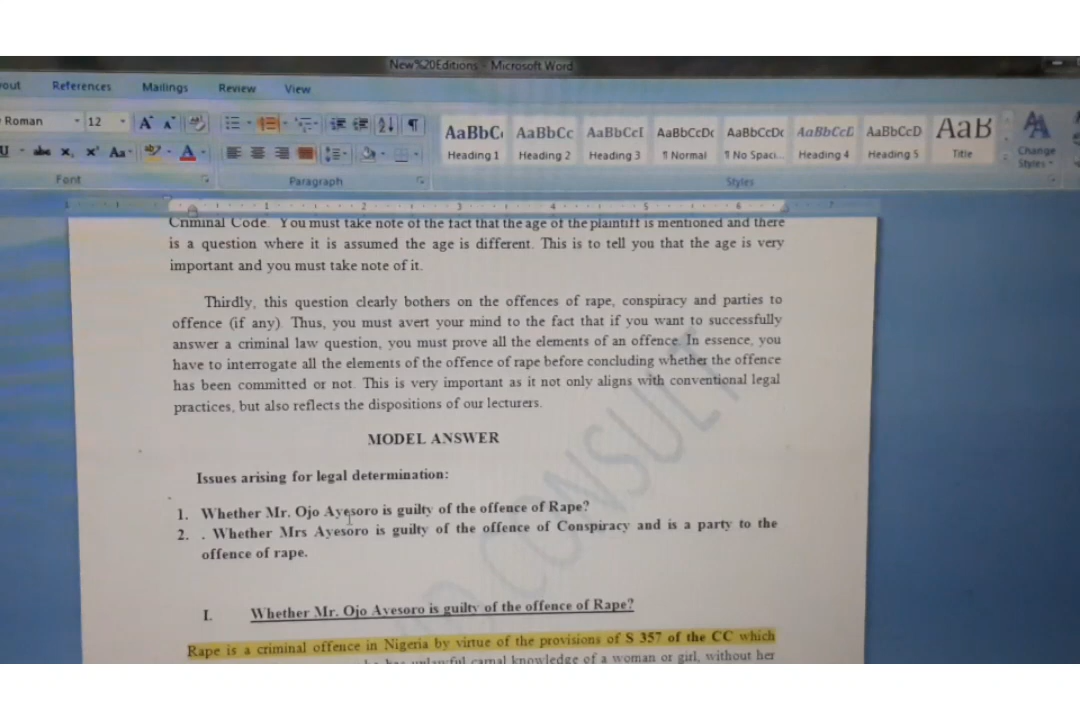 New%20Editions - Microsoft Word
References Mailings Review View
Roman 12
AaBbC AaBbCc AaBbCcI AaBbCcDc AaBbCcDc AaBbCcD AaBbCcD AaB
Heading 1 Heading 2 Heading 3 ¶ Normal ¶ No Spaci... Heading 4 Heading 5 Title Change
Styles
Font Paragraph Styles
1 2 3 4 5 6 7
Criminal Code. You must take note of the fact that the age of the plaintiff is mentioned and there
is a question where it is assumed the age is different. This is to tell you that the age is very
important and you must take note of it.
Thirdly, this question clearly bothers on the offences of rape, conspiracy and parties to
offence (if any). Thus, you must avert your mind to the fact that if you want to successfully
answer a criminal law question, you must prove all the elements of an offence. In essence, you
have to interrogate all the elements of the offence of rape before concluding whether the offence
has been committed or not. This is very important as it not only aligns with conventional legal
practices, but also reflects the dispositions of our lecturers.
MODEL ANSWER
Issues arising for legal determination:
1. Whether Mr. Ojo Ayesoro is guilty of the offence of Rape?
2. . Whether Mrs Ayesoro is guilty of the offence of Conspiracy and is a party to the
offence of rape.
I. Whether Mr. Ojo Ayesoro is guilty of the offence of Rape?
Rape is a criminal offence in Nigeria by virtue of the provisions of S 357 of the CC which
unlawful carnal knowledge of a woman or girl, without her
CONSULT